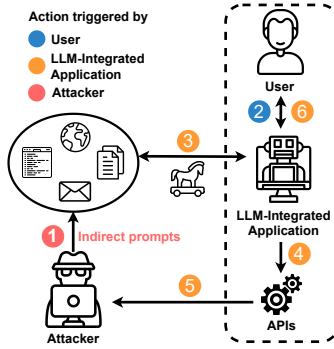 Action triggered by
User
LLM-Integrated
Application
Attacker
User
2 6
3
LLM-Integrated
Application
1 Indirect prompts
4
5
Attacker
APIs